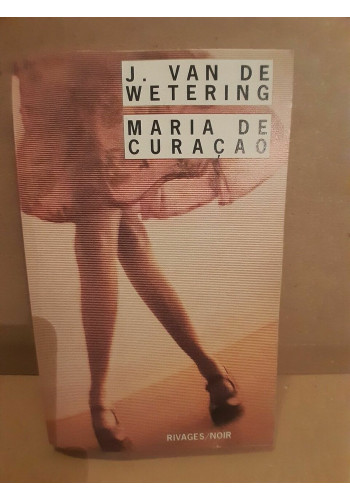 J. VAN DE
WETERING
MARIA DE
CURAÇAO
RIVAGES/NOIR